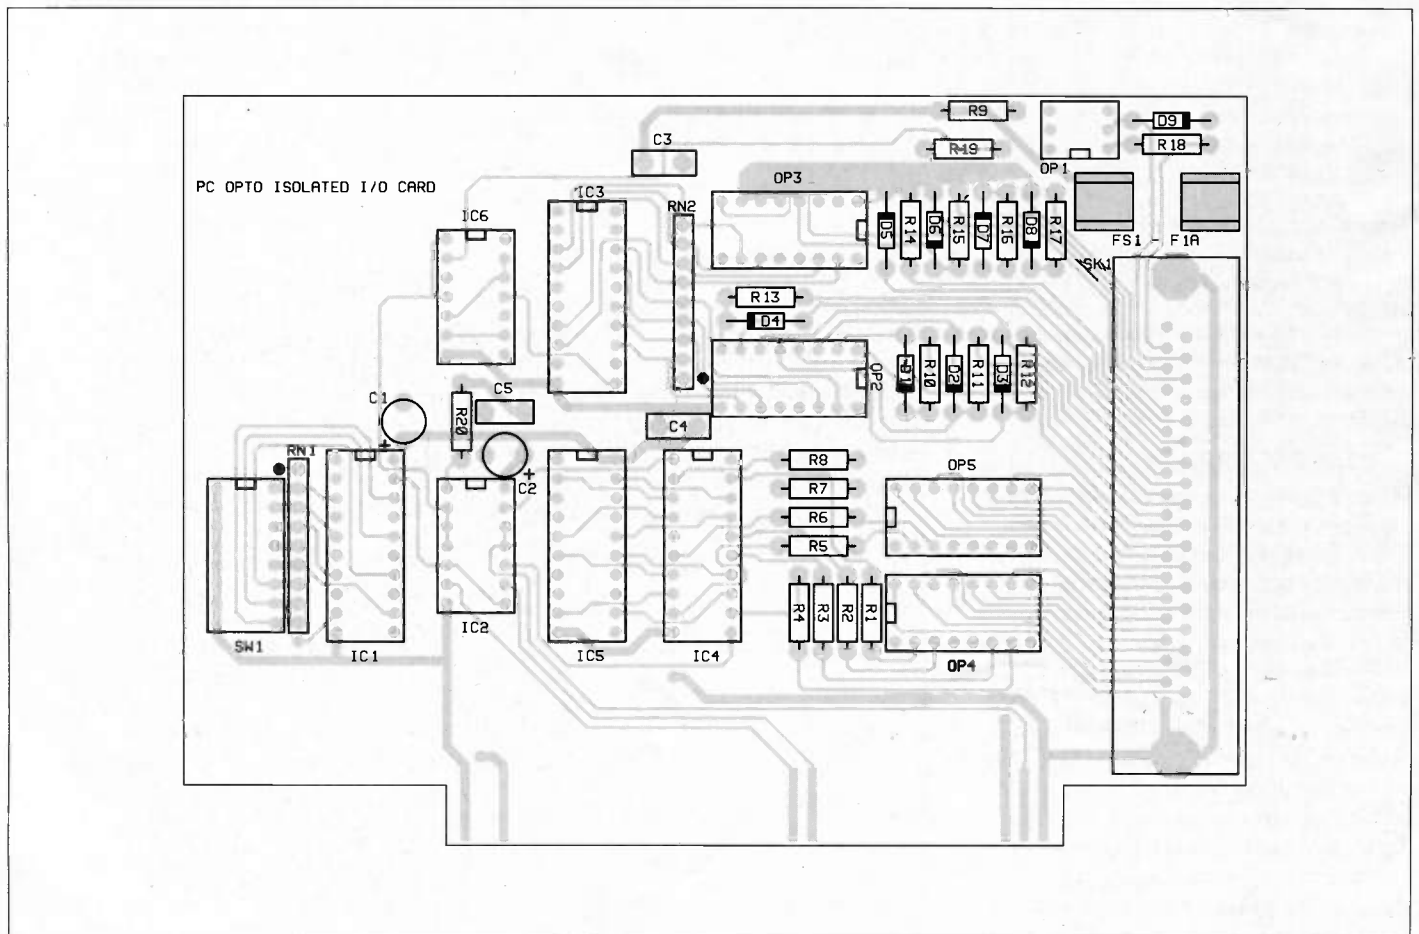 R9
D9
R18
C3
R19
OP1
PC OPTO ISOLATED I/O CARD
IC3
OP3
RN2
IC6
D5
R14
D6
R15
D7
R16
D8
R17
FS1 - F1A
SK1
R13
D4
OP2
D1
R10
D2
R11
D3
R12
C1
+
R20
C5
C4
RN1
C2
+
R8
R7
R6
R5
OP5
R4
R3
R2
R1
SW1
IC1
IC2
IC5
IC4
OP4